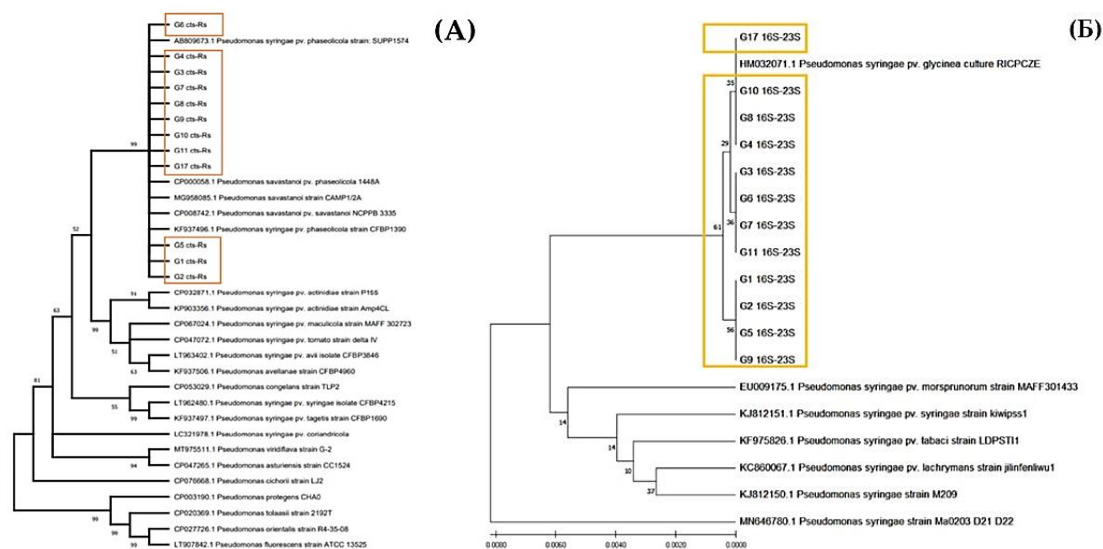 (А)
G6 cts-Rs
AB809673.1 Pseudomonas syringae pv. phaseolicola strain: SUPP1574
G4 cts-Rs
G3 cts-Rs
G7 cts-Rs
G8 cts-Rs
G9 cts-Rs
G10 cts-Rs
G11 cts-Rs
99
G17 cts-Rs
CP000058.1 Pseudomonas savastanoi pv. phaseolicola 1448A
MG958085.1 Pseudomonas savastanoi strain CAMP1/2A
CP008742.1 Pseudomonas savastanoi pv. savastanoi NCPPB 3335
KF937496.1 Pseudomonas syringae pv. phaseolicola strain CFBP1390
52
G5 cts-Rs
G1 cts-Rs
G2 cts-Rs
CP032871.1 Pseudomonas syringae pv. actinidiae strain P155
KP903356.1 Pseudomonas syringae pv. actinidiae strain Amp4CL
63
CP067024.1 Pseudomonas syringae pv. maculicola strain MAFF 302723
99
CP047072.1 Pseudomonas syringae pv. tomato strain delta IV
51
LT963402.1 Pseudomonas syringae pv. avii isolate CFBP3846
63
KF937506.1 Pseudomonas avellanae strain CFBP4960
81
CP053029.1 Pseudomonas congelans strain TLP2
55
LT962480.1 Pseudomonas syringae pv. syringae isolate CFBP4215
99
KF937497.1 Pseudomonas syringae pv. tagetis strain CFBP1690
LC321978.1 Pseudomonas syringae pv. coriandricola
MT975511.1 Pseudomonas viridiflava strain G-2
94
CP047265.1 Pseudomonas asturiensis strain CC1524
CP076668.1 Pseudomonas cichorii strain LJ2
CP003190.1 Pseudomonas protegens CHA0
99
CP020369.1 Pseudomonas tolaasii strain 2192T
99
CP027726.1 Pseudomonas orientalis strain R4-35-08
99
LT907842.1 Pseudomonas fluorescens strain ATCC 13525
(Б)
G17 16S-23S
HM032071.1 Pseudomonas syringae pv. glycinea culture RICPCZE
35
G10 16S-23S
G8 16S-23S
29
G4 16S-23S
G3 16S-23S
G6 16S-23S
61
36
G7 16S-23S
G11 16S-23S
G1 16S-23S
G2 16S-23S
56
G5 16S-23S
G9 16S-23S
EU009175.1 Pseudomonas syringae pv. morsprunorum strain MAFF301433
14
KJ812151.1 Pseudomonas syringae pv. syringae strain kiwipss1
14
KF975826.1 Pseudomonas syringae pv. tabaci strain LDPSTI1
10
KC860067.1 Pseudomonas syringae pv. lachrymans strain jilinfenliwu1
37
KJ812150.1 Pseudomonas syringae strain M209
MN646780.1 Pseudomonas syringae strain Ma0203 D21 D22
0.0080 0.0060 0.0040 0.0020 0.0000